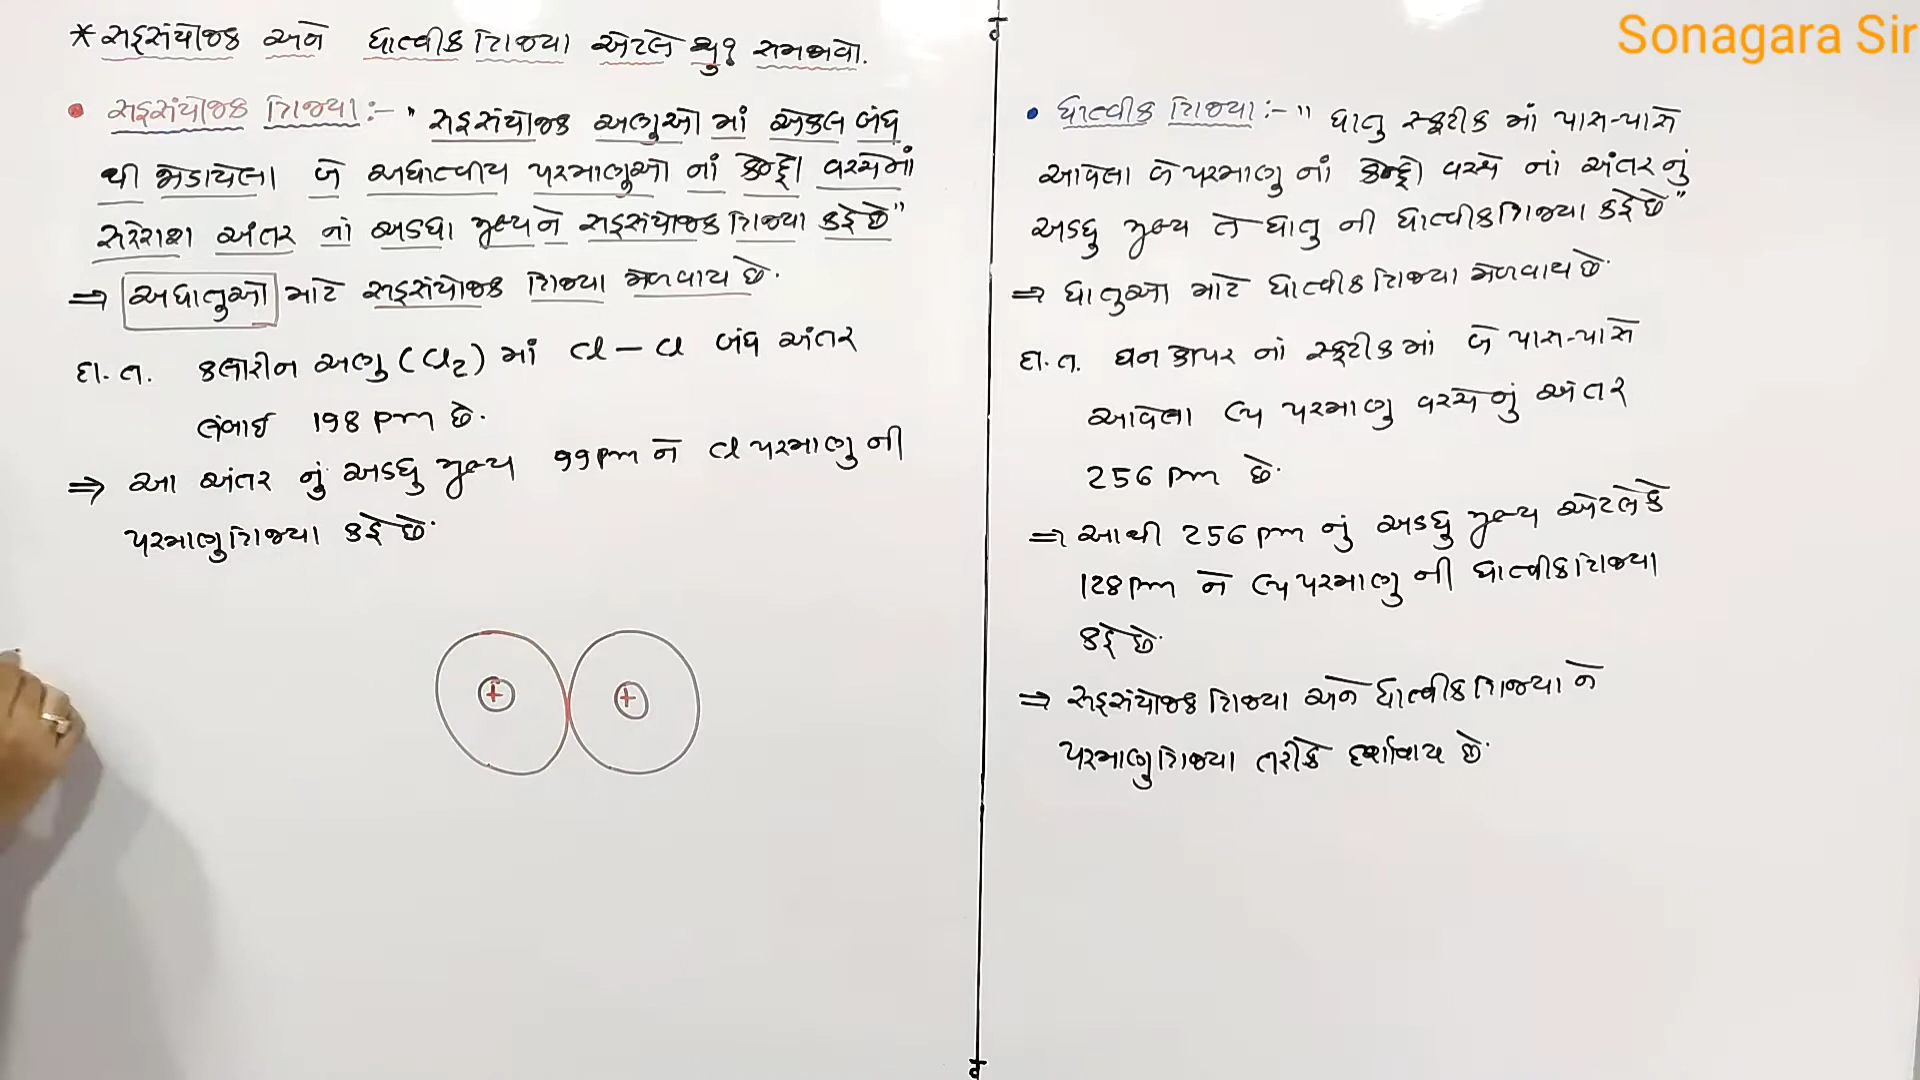 Sonagara Sir
* સહસંયોજક અને ધાત્વીક ત્રિજ્યા એટલે શુ? સમજાવો.
• સહસંયોજક ત્રિજ્યા :- " સહસંયોજક અણુઓ માં એકલ બંધ
થી જોડાયેલા બે અધાત્વીય પરમાણુઓ નાં કેન્દ્રો વચ્ચેનાં
સરેરાશ અંતર નાં અડધા મૂલ્યને સહસંયોજક ત્રિજ્યા કહે છે"
⇒ અધાતુઓ માટે સહસંયોજક ત્રિજ્યા મેળવાય છે.
દા.ત. કલોરીન અણુ (Cl2) માં Cl – Cl બંધ અંતર
લંબાઈ 198 pm છે.
⇒ આ અંતર નું અડધુ મૂલ્ય 99 pm ને Cl પરમાણુ ની
પરમાણુ ત્રિજ્યા કહે છે.
+ +
• ધાત્વીક ત્રિજ્યા :- " ધાતુ સ્ફટીક માં પાસ-પાસે
આવેલા બે પરમાણુ નાં કેન્દ્રો વચ્ચે નાં અંતર નું
અડધુ મૂલ્ય તે ધાતુ ની ધાત્વીક ત્રિજ્યા કહે છે"
⇒ ધાતુઓ માટે ધાત્વીક ત્રિજ્યા મેળવાય છે.
દા.ત. ઘન કોપર નાં સ્ફટીક માં બે પાસ-પાસે
આવેલા Cu પરમાણુ વચ્ચેનું અંતર
256 pm છે.
⇒ આથી 256 pm નું અડધુ મૂલ્ય એટલેકે
128 pm ને Cu પરમાણુ ની ધાત્વીક ત્રિજ્યા
કહે છે.
⇒ સહસંયોજક ત્રિજ્યા અને ધાત્વીક ત્રિજ્યા ને
પરમાણુ ત્રિજ્યા તરીકે દર્શાવાય છે.